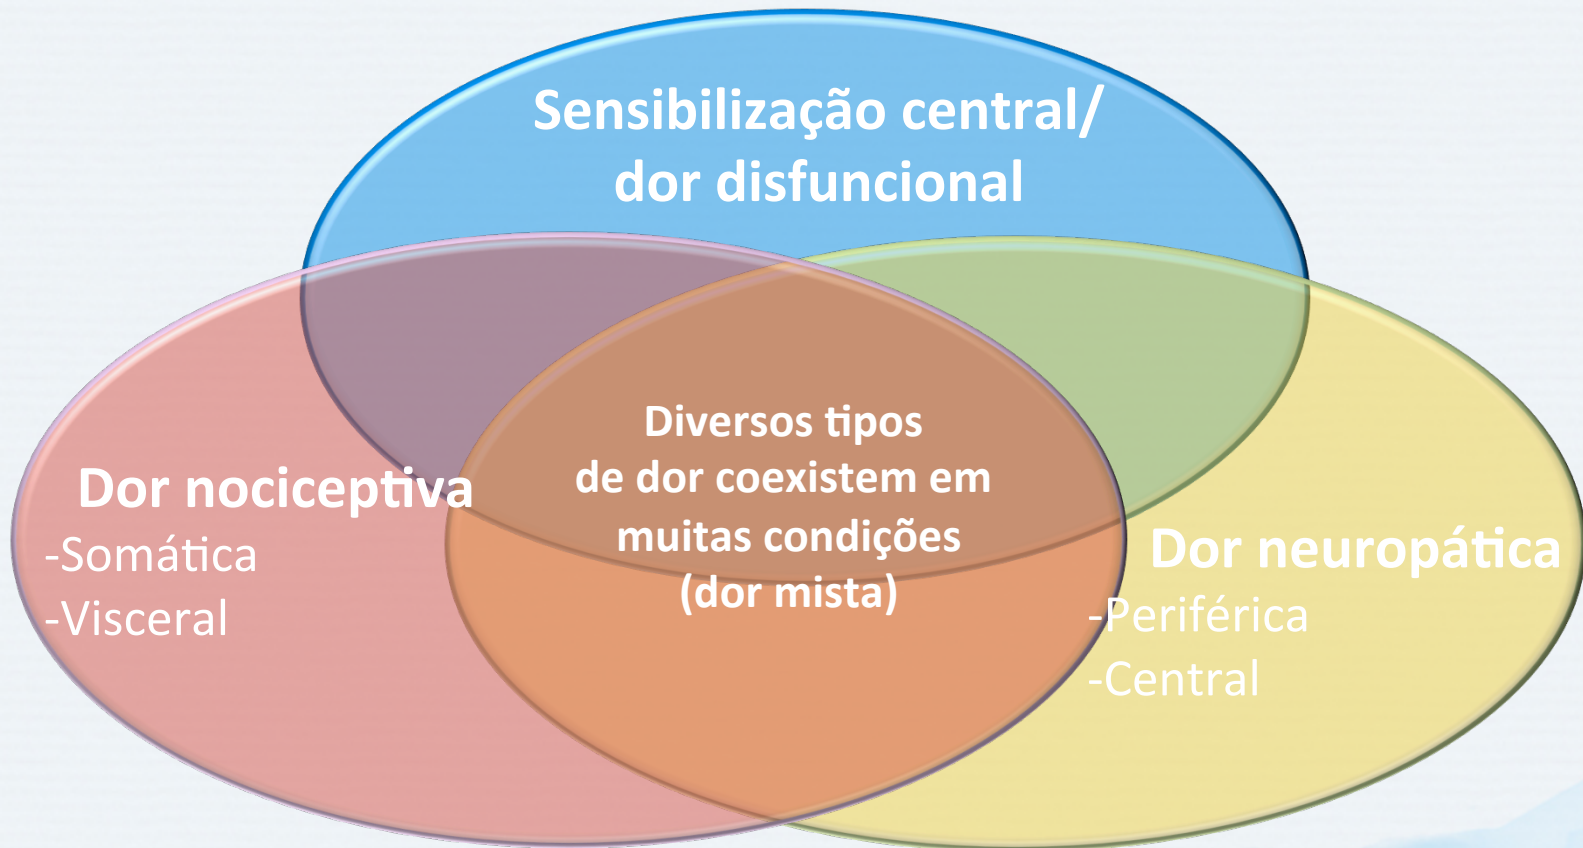 Sensibilização central/
dor disfuncional
Diversos tipos
de dor coexistem em
muitas condições
(dor mista)
Dor nociceptiva
-Somática
-Visceral
Dor neuropática
-Periférica
-Central